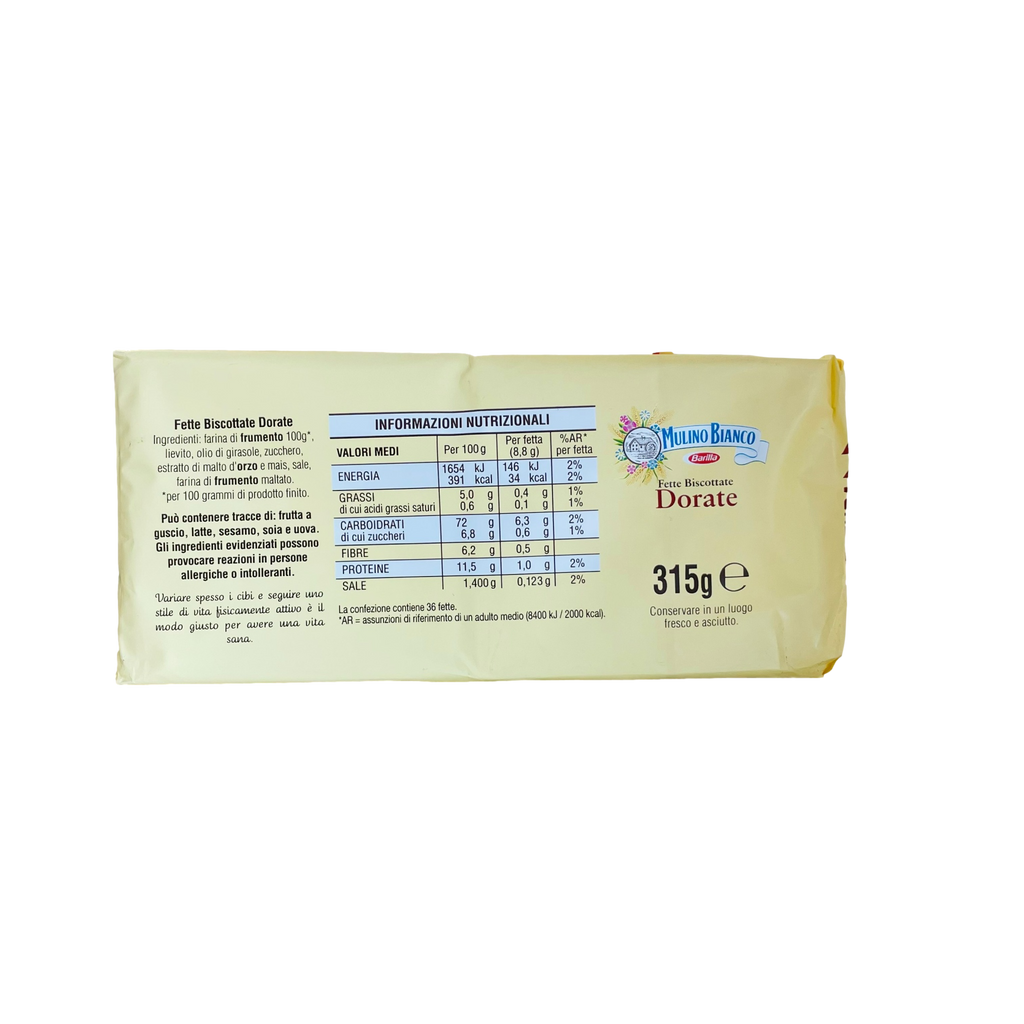 Fette Biscottate Dorate
Ingredienti: farina di frumento 100g*,
lievito, olio di girasole, zucchero,
estratto di malto d'orzo e mais, sale,
farina di frumento maltato.
*per 100 grammi di prodotto finito.
Può contenere tracce di: frutta a
guscio, latte, sesamo, soia e uova.
Gli ingredienti evidenziati possono
provocare reazioni in persone
allergiche o intolleranti.
Variare spesso i cibi e seguire uno
stile di vita fisicamente attivo è il
modo giusto per avere una vita
sana.
INFORMAZIONI NUTRIZIONALI
VALORI MEDI Per 100 g Per fetta (8,8 g) %AR* per fetta
ENERGIA 1654 kJ 146 kJ 2%
391 kcal 34 kcal 2%
GRASSI 5,0 g 0,4 g 1%
di cui acidi grassi saturi 0,6 g 0,1 g 1%
CARBOIDRATI 72 g 6,3 g 2%
di cui zuccheri 6,8 g 0,6 g 1%
FIBRE 6,2 g 0,5 g
PROTEINE 11,5 g 1,0 g 2%
SALE 1,400 g 0,123 g 2%
La confezione contiene 36 fette.
*AR = assunzioni di riferimento di un adulto medio (8400 kJ / 2000 kcal).
MULINO BIANCO
Barilla
Fette Biscottate
Dorate
315g e
Conservare in un luogo
fresco e asciutto.